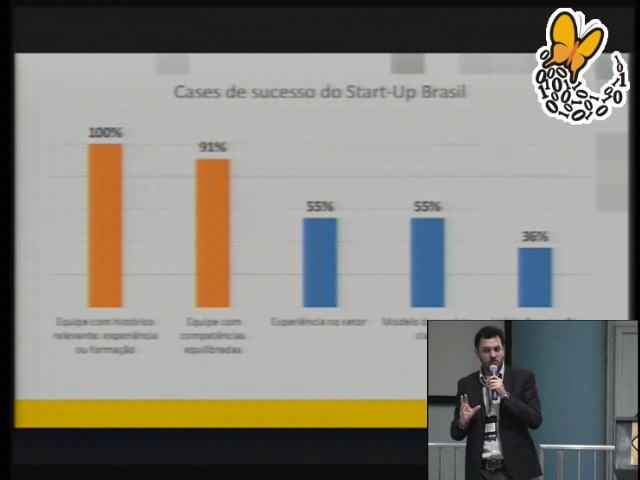 Cases de sucesso do Start-Up Brasil
100%
91%
55%
55%
36%
Equipe com histórico
relevante: experiência
ou formação
Equipe com
competências
equilibradas
Experiência no setor
Modelo